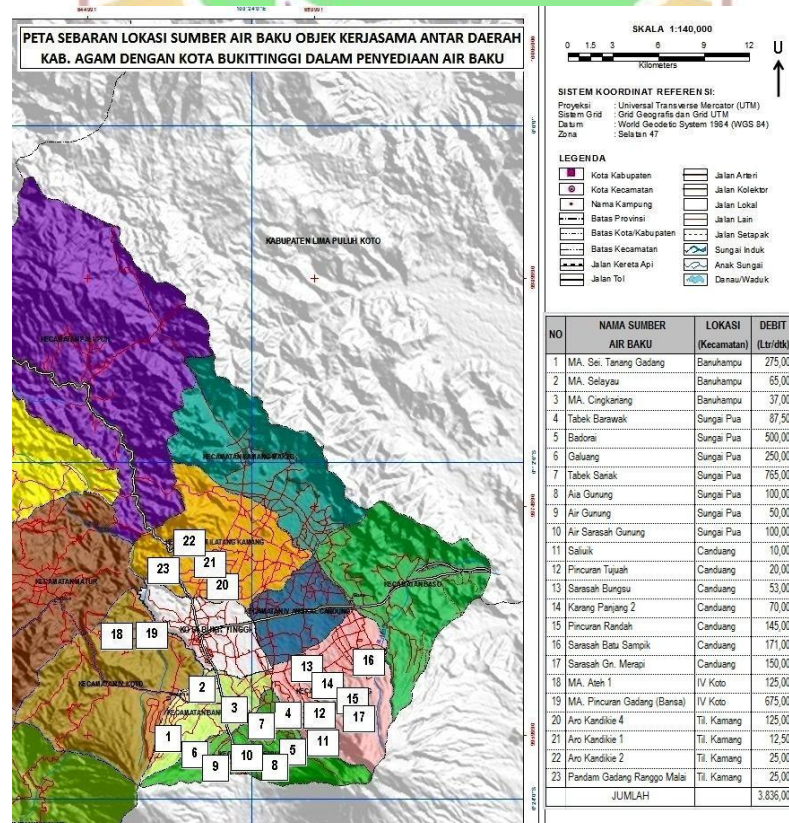 PETA SEBARAN LOKASI SUMBER AIR BAKU OBJEK KERJASAMA ANTAR DAERAH
KAB. AGAM DENGAN KOTA BUKITTINGGI DALAM PENYEDIAAN AIR BAKU
KABUPATEN LIMA PULUH KOTO
KECAMATAN BASO
KECAMATAN MATUR
KECAMATAN IV KOTO
22
21
23
20
18
19
16
13
14
15
2
3
4
12
17
7
1
11
6
10
5
9
8
SKALA 1:140,000
0 1.5 3 6 9 12
Kilometers
U
SISTEM KOORDINAT REFERENSI:
Proyeksi : Universal Transverse Mercator (UTM)
Sistem Grid : Grid Geografis dan Grid UTM
Datum : World Geodetic System 1984 (WGS 84)
Zona : Selatan 47
LEGENDA
Kota Kabupaten
Kota Kecamatan
Nama Kampung
Batas Provinsi
Batas Kota/Kabupaten
Batas Kecamatan
Jalan Kereta Api
Jalan Tol
Jalan Arteri
Jalan Kolektor
Jalan Lokal
Jalan Lain
Jalan Setapak
Sungai Induk
Anak Sungai
Danau/Waduk
NO NAMA SUMBER AIR BAKU LOKASI (Kecamatan) DEBIT (Ltr/dtk)
1 MA. Sei. Tanang Gadang Banuhampu 275,00
2 MA. Selayau Banuhampu 65,00
3 MA. Cingkariang Banuhampu 37,00
4 Tabek Barawak Sungai Pua 87,50
5 Badorai Sungai Pua 500,00
6 Galuang Sungai Pua 250,00
7 Tabek Sariak Sungai Pua 765,00
8 Aia Gunung Sungai Pua 100,00
9 Air Gunung Sungai Pua 50,00
10 Air Sarasah Gunung Sungai Pua 100,00
11 Saliuik Canduang 10,00
12 Pincuran Tujuah Canduang 20,00
13 Sarasah Bungsu Canduang 53,00
14 Karang Panjang 2 Canduang 70,00
15 Pincuran Randah Canduang 145,00
16 Sarasah Batu Sampik Canduang 171,00
17 Sarasah Gn. Merapi Canduang 150,00
18 MA. Ateh 1 IV Koto 125,00
19 MA. Pincuran Gadang (Bansa) IV Koto 675,00
20 Aro Kandikie 4 Til. Kamang 125,00
21 Aro Kandikie 1 Til. Kamang 12,50
22 Aro Kandikie 2 Til. Kamang 25,00
23 Pandam Gadang Ranggo Malai Til. Kamang 25,00
JUMLAH 3.836,00